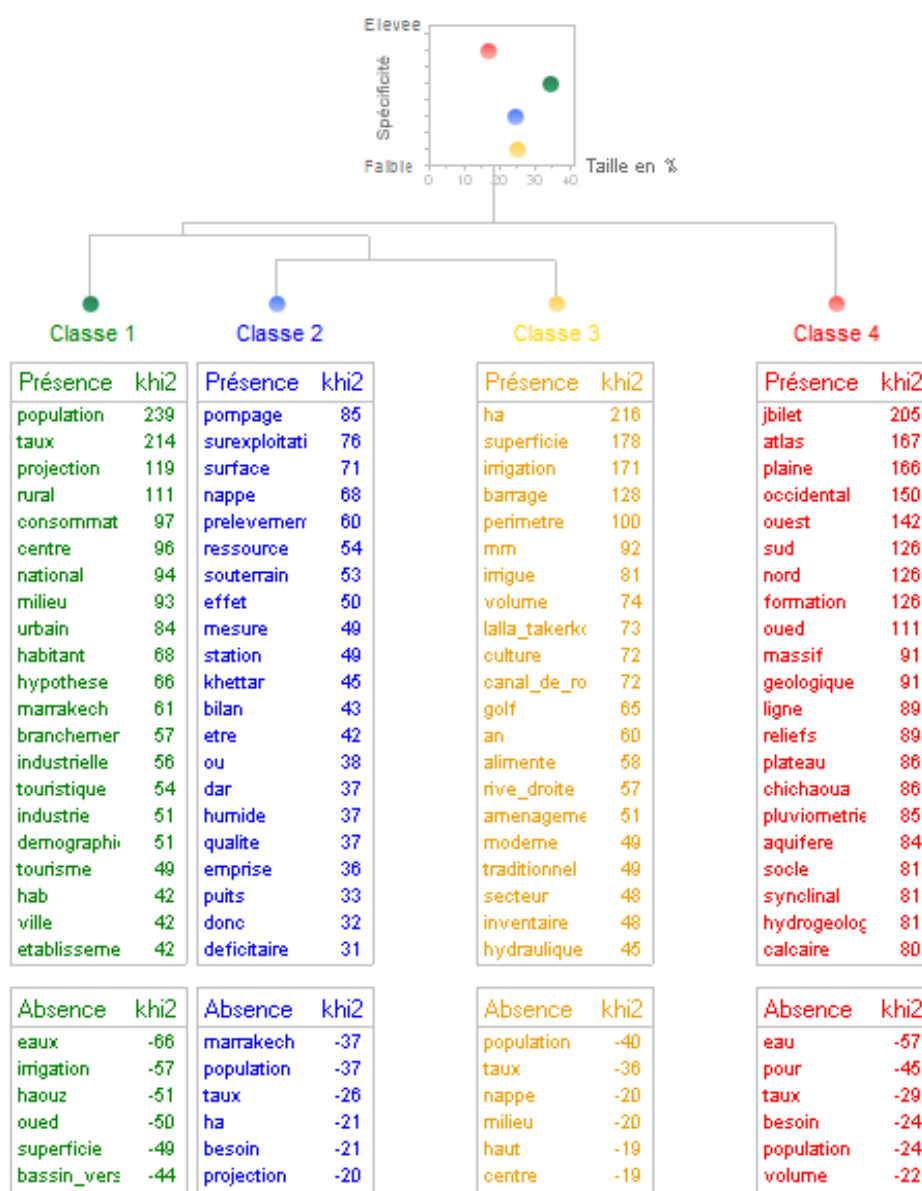 Elevee
Spécificité
Faible
0 10 20 30 40
Taille en %
Classe 1
Classe 2
Classe 3
Classe 4
Présence khi2
population 239
taux 214
projection 119
rural 111
consommat 97
centre 96
national 94
milieu 93
urbain 84
habitant 68
hypothese 66
marrakech 61
branchemer 57
industrielle 56
touristique 54
industrie 51
demographi 51
tourisme 49
hab 42
ville 42
etablisseme 42
Présence khi2
pompage 85
surexploitati 76
surface 71
nappe 68
prelevemen 60
ressource 54
souterrain 53
effet 50
mesure 49
station 49
khettar 45
bilan 43
etre 42
ou 38
dar 37
humide 37
qualite 37
emprise 36
puits 33
donc 32
deficitaire 31
Présence khi2
ha 216
superficie 178
irrigation 171
barrage 128
perimetre 100
mm 92
irrigue 81
volume 74
lalla_takerk 73
culture 72
canal_de_ro 72
golf 65
an 60
alimente 58
rive_droite 57
amenageme 51
moderne 49
traditionnel 49
secteur 48
inventaire 48
hydraulique 45
Présence khi2
jbilet 205
atlas 167
plaine 166
occidental 150
ouest 142
sud 126
nord 126
formation 126
oued 111
massif 91
geologique 91
ligne 89
reliefs 89
plateau 86
chichaoua 86
pluviometrie 85
aquifere 84
socle 81
synclinal 81
hydrogeolog 81
calcaire 80
Absence khi2
eaux -66
irrigation -57
haouz -51
oued -50
superficie -49
bassin_vers -44
Absence khi2
marrakech -37
population -37
taux -26
ha -21
besoin -21
projection -20
Absence khi2
population -40
taux -36
nappe -20
milieu -20
haut -19
centre -19
Absence khi2
eau -57
pour -45
taux -29
besoin -24
population -24
volume -22